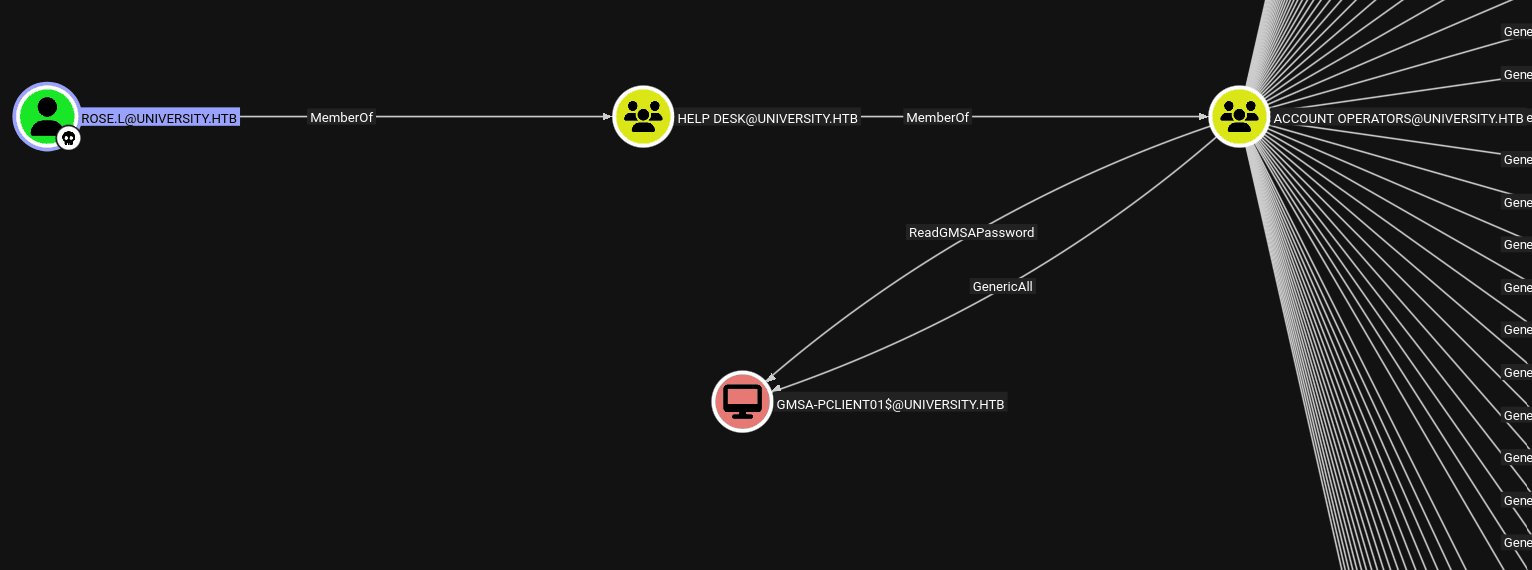 Gene
Gene
ROSE.L@UNIVERSITY.HTB
MemberOf
HELP DESK@UNIVERSITY.HTB
MemberOf
ACCOUNT OPERATORS@UNIVERSITY.HTB
Gene
Gene
ReadGMSAPassword
Gene
GenericAll
Gene
Gene
Gene
GMSA-PCLIENT01$@UNIVERSITY.HTB
Gene
Gene
Gene
Gene